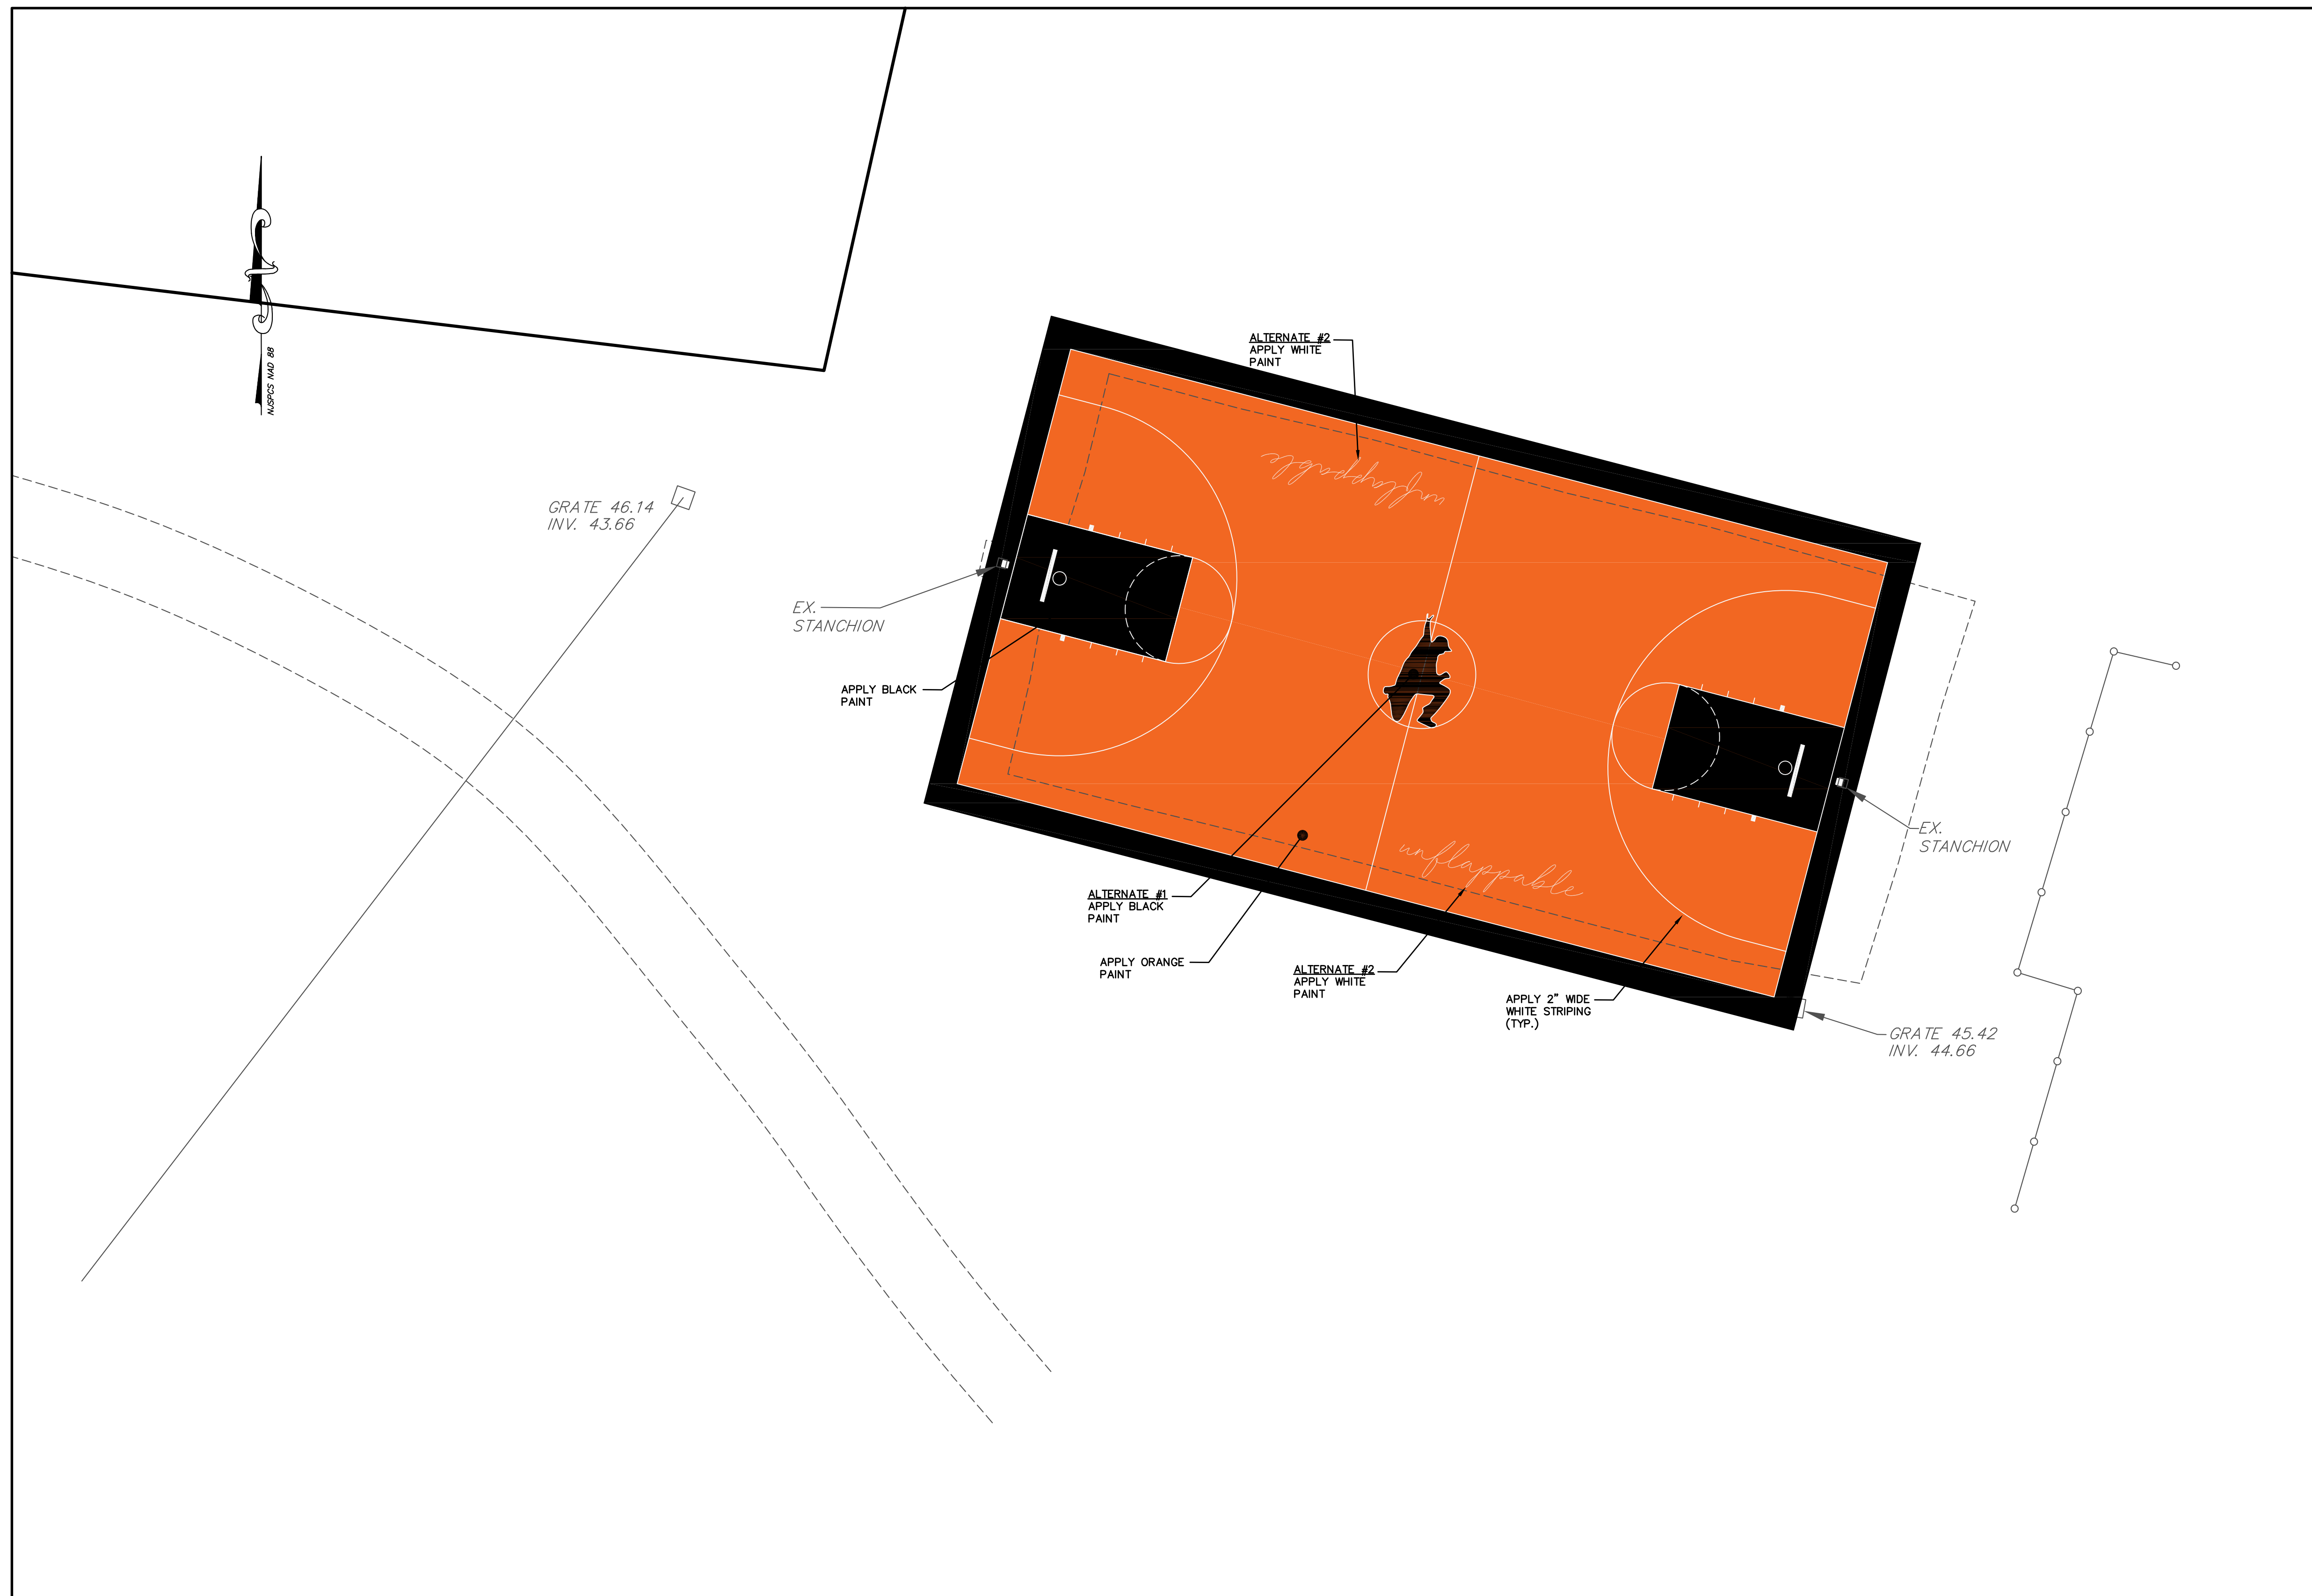 NJSPCS NAD 88
ALTERNATE #2
APPLY WHITE
PAINT
unflappable
GRATE 46.14
INV. 43.66
EX.
STANCHION
APPLY BLACK
PAINT
EX.
STANCHION
unflappable
ALTERNATE #1
APPLY BLACK
PAINT
APPLY ORANGE
PAINT
ALTERNATE #2
APPLY WHITE
PAINT
APPLY 2" WIDE
WHITE STRIPING
(TYP.)
GRATE 45.42
INV. 44.66